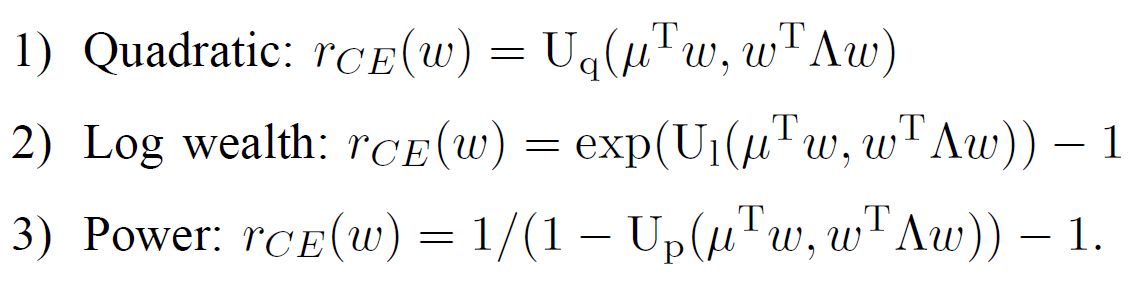 1) Quadratic: r_{CE}(w) = U_q(μ^T w, w^T Λw)
2) Log wealth: r_{CE}(w) = exp(U_l(μ^T w, w^T Λw)) − 1
3) Power: r_{CE}(w) = 1/(1 − U_p(μ^T w, w^T Λw)) − 1.